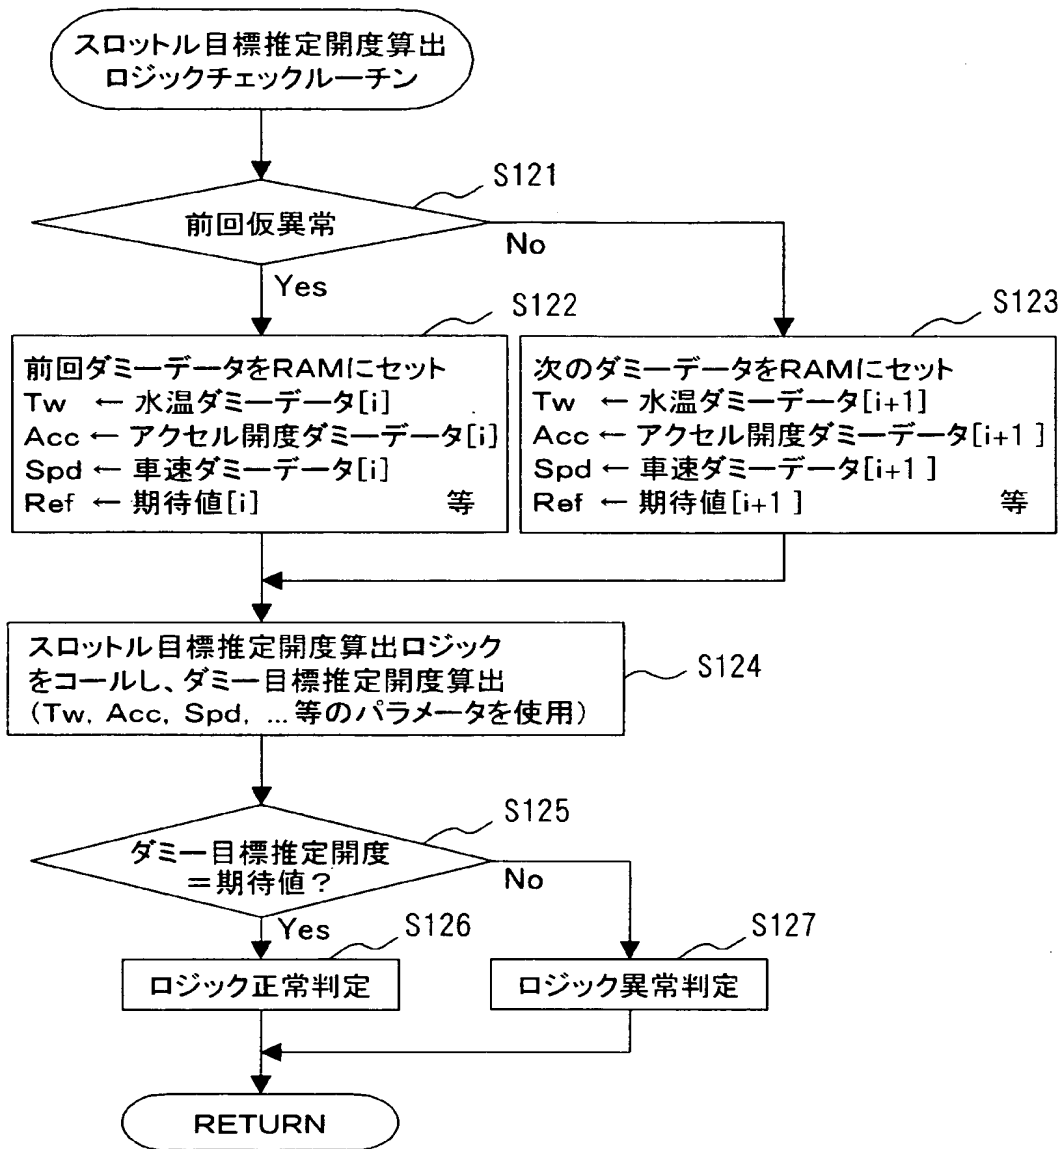 スロットル目標推定開度算出
ロジックチェックルーチン
S121
前回仮異常
No
Yes
S122
前回ダミーデータをRAMにセット
Tw ← 水温ダミーデータ[i]
Acc ← アクセル開度ダミーデータ[i]
Spd ← 車速ダミーデータ[i]
Ref ← 期待値[i] 等
S123
次のダミーデータをRAMにセット
Tw ← 水温ダミーデータ[i+1]
Acc ← アクセル開度ダミーデータ[i+1]
Spd ← 車速ダミーデータ[i+1]
Ref ← 期待値[i+1] 等
スロットル目標推定開度算出ロジック
をコールし、ダミー目標推定開度算出
(Tw, Acc, Spd, ...等のパラメータを使用)
S124
S125
ダミー目標推定開度
=期待値?
No
Yes
S126
ロジック正常判定
S127
ロジック異常判定
RETURN